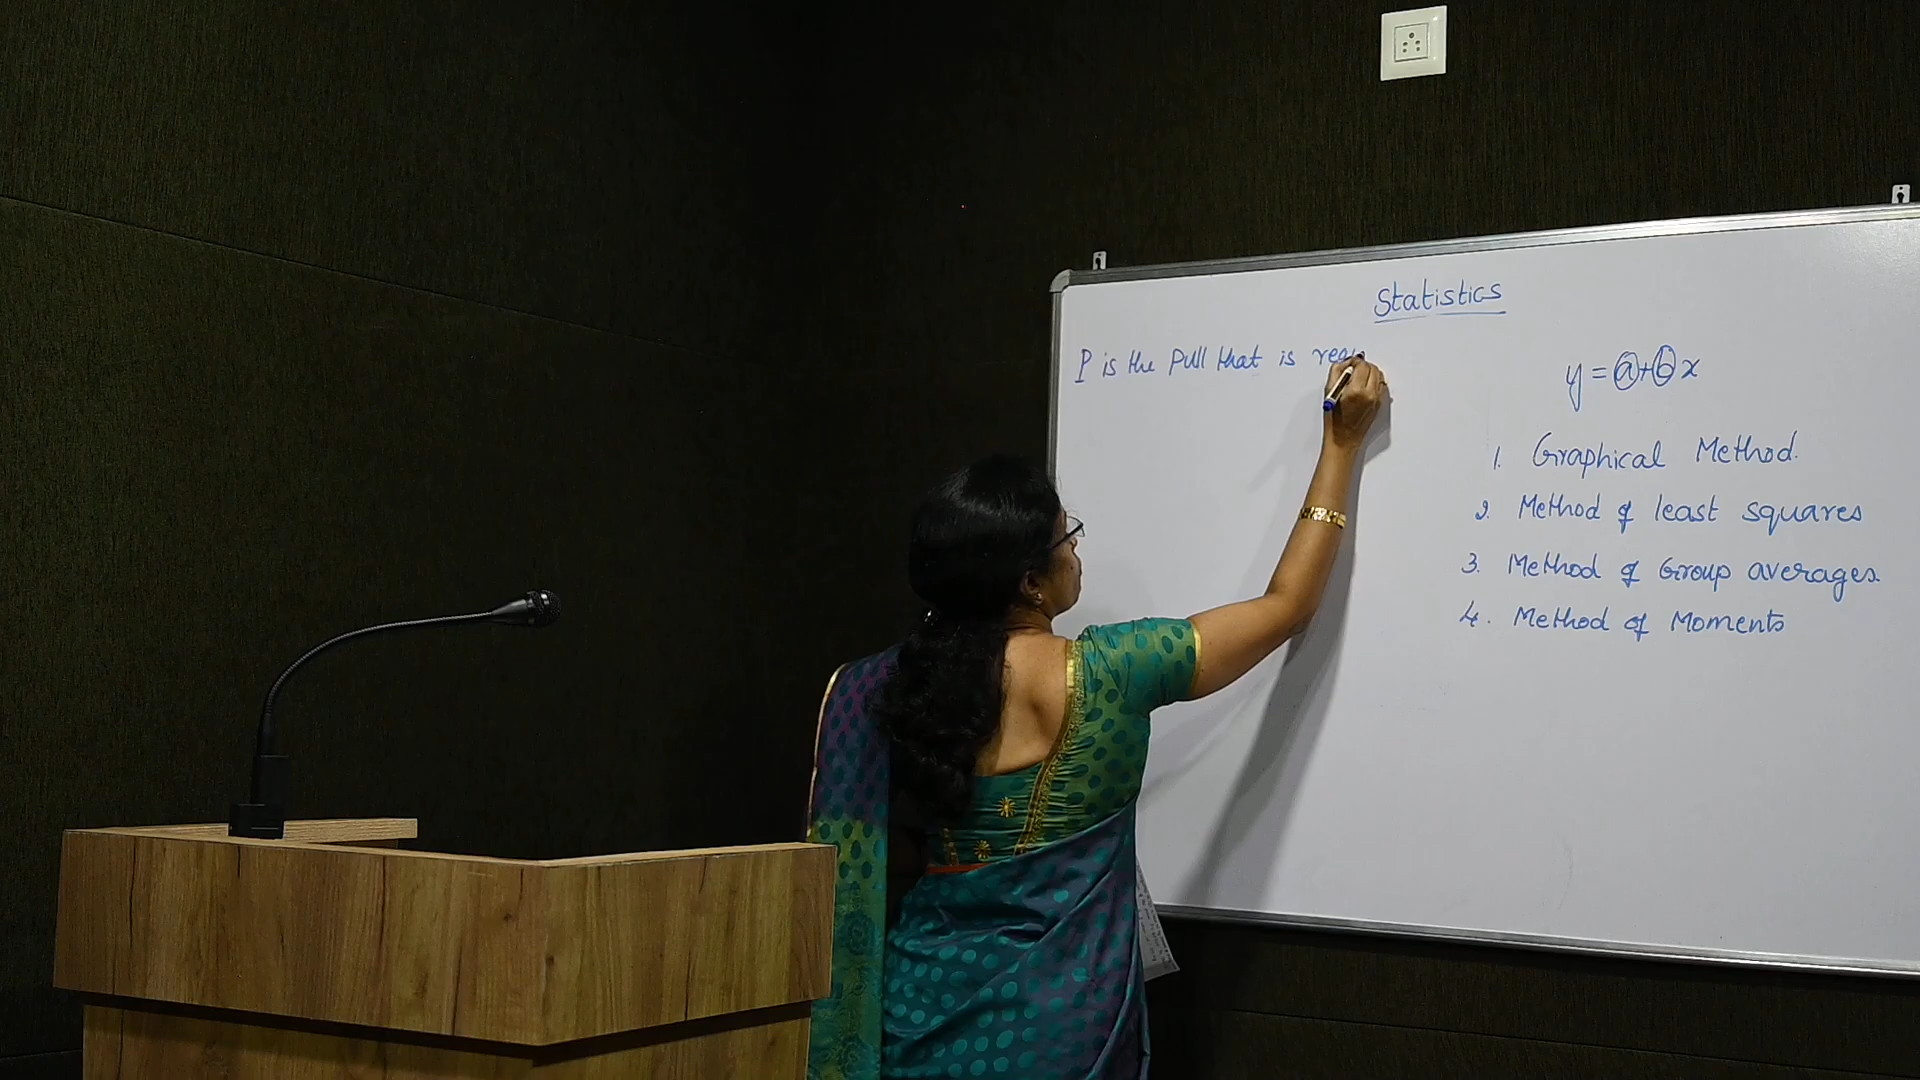 Statistics
P is the Pull that is
y = a + b x
1. Graphical Method.
2. Method of least squares
3. Method of Group averages.
4. Method of Moments